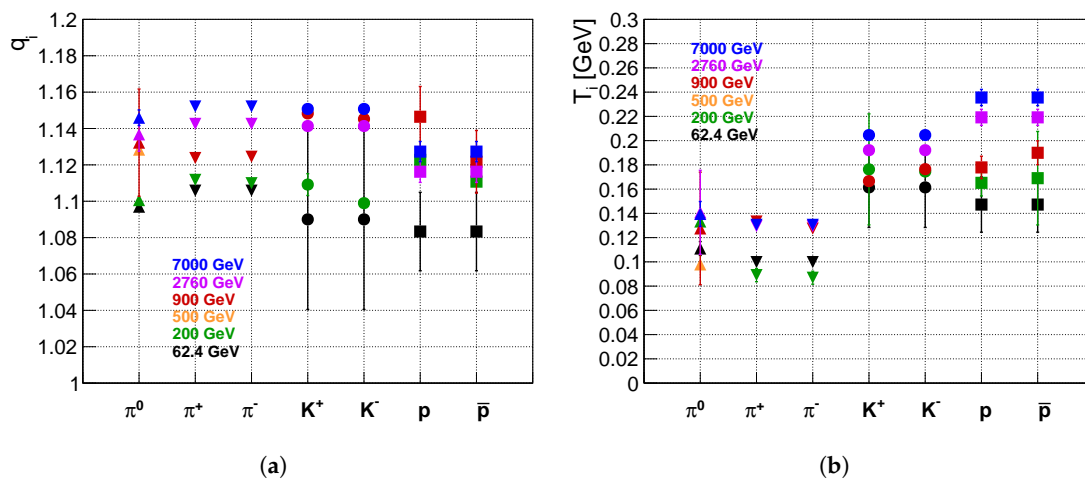 q_i
1.2
1.18
1.16
1.14
1.12
1.1
1.08
1.06
1.04
1.02
1
7000 GeV
2760 GeV
900 GeV
500 GeV
200 GeV
62.4 GeV
π⁰ π⁺ π⁻ K⁺ K⁻ p p̅
(a)
T_i [GeV]
0.3
0.28
0.26
0.24
0.22
0.2
0.18
0.16
0.14
0.12
0.1
0.08
0.06
0.04
0.02
0
7000 GeV
2760 GeV
900 GeV
500 GeV
200 GeV
62.4 GeV
π⁰ π⁺ π⁻ K⁺ K⁻ p p̅
(b)